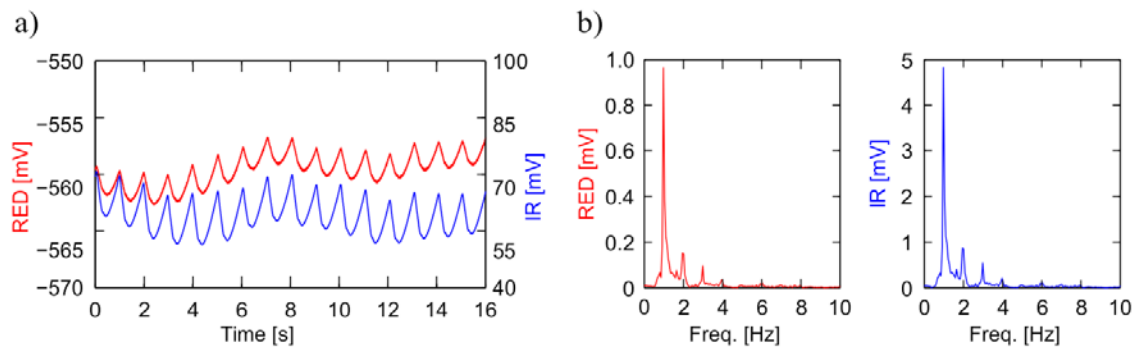 a)
RED [mV]
−550
−555
−560
−565
−570
0 2 4 6 8 10 12 14 16
Time [s]
100
85
70
55
40
IR [mV]
b)
RED [mV]
1.0
0.8
0.6
0.4
0.2
0
0 2 4 6 8 10
Freq. [Hz]
IR [mV]
5
4
3
2
1
0
0 2 4 6 8 10
Freq. [Hz]